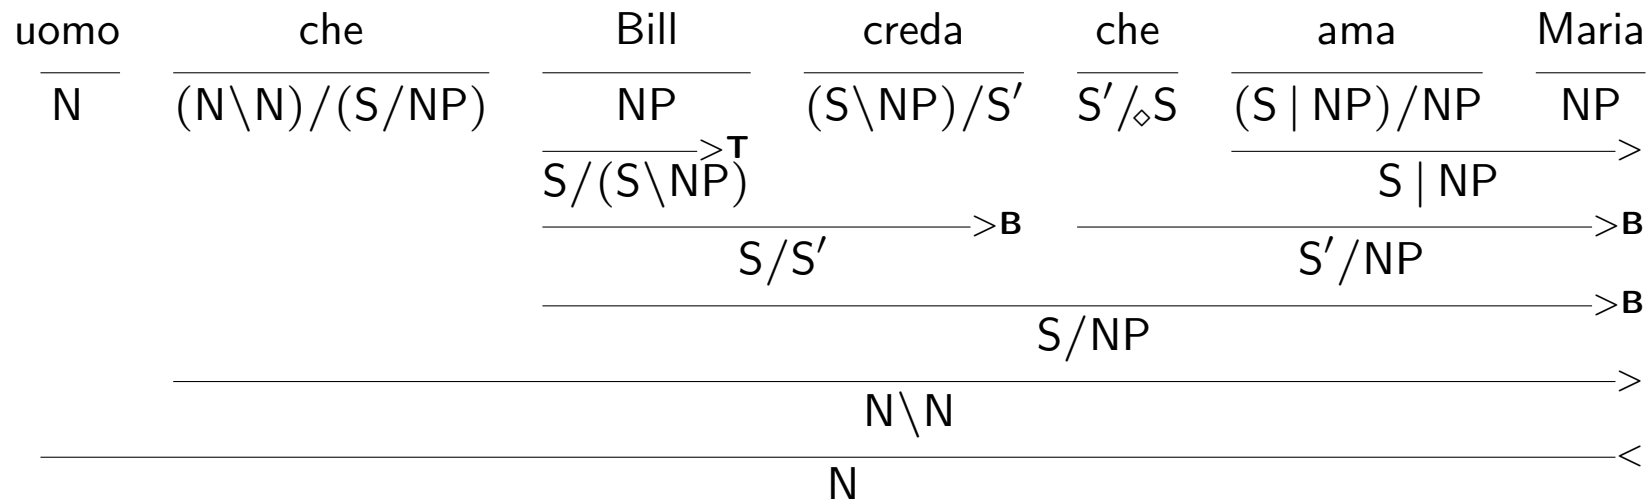 uomo che Bill creda che ama Maria
N (N\N)/(S/NP) NP (S\NP)/S′ S′/⋄S (S | NP)/NP NP
>T >
S/(S\NP) S | NP
>B >B
S/S′ S′/NP
>B
S/NP
>
N\N
<
N